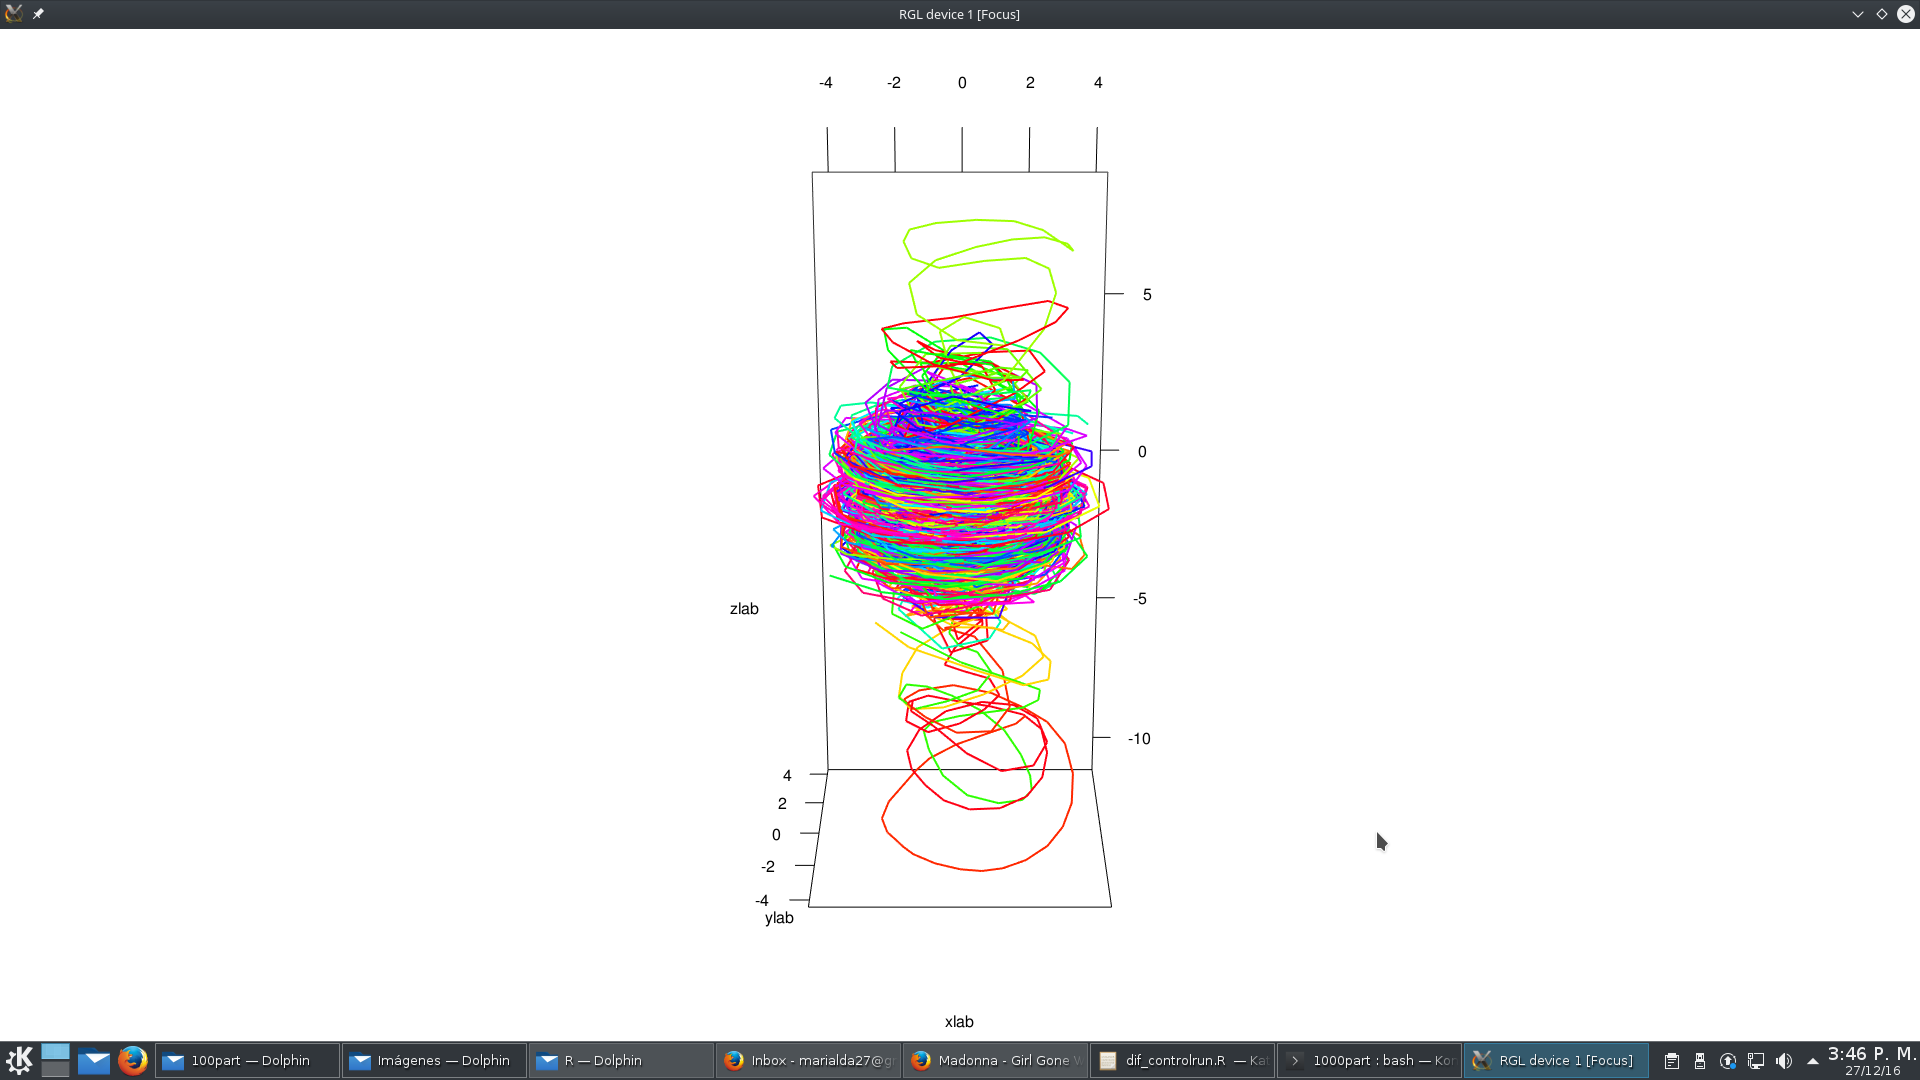 RGL device 1 [Focus]
-4 -2 0 2 4
5
0
-5
zlab
-10
4
2
0
-2
-4
ylab
xlab
100part — Dolphin
Imágenes — Dolphin
R — Dolphin
Inbox - marialda27@g
Madonna - Girl Gone W
dif_controlrun.R — Kat
1000part : bash — Kon
RGL device 1 [Focus]
3:46 P. M.
27/12/16